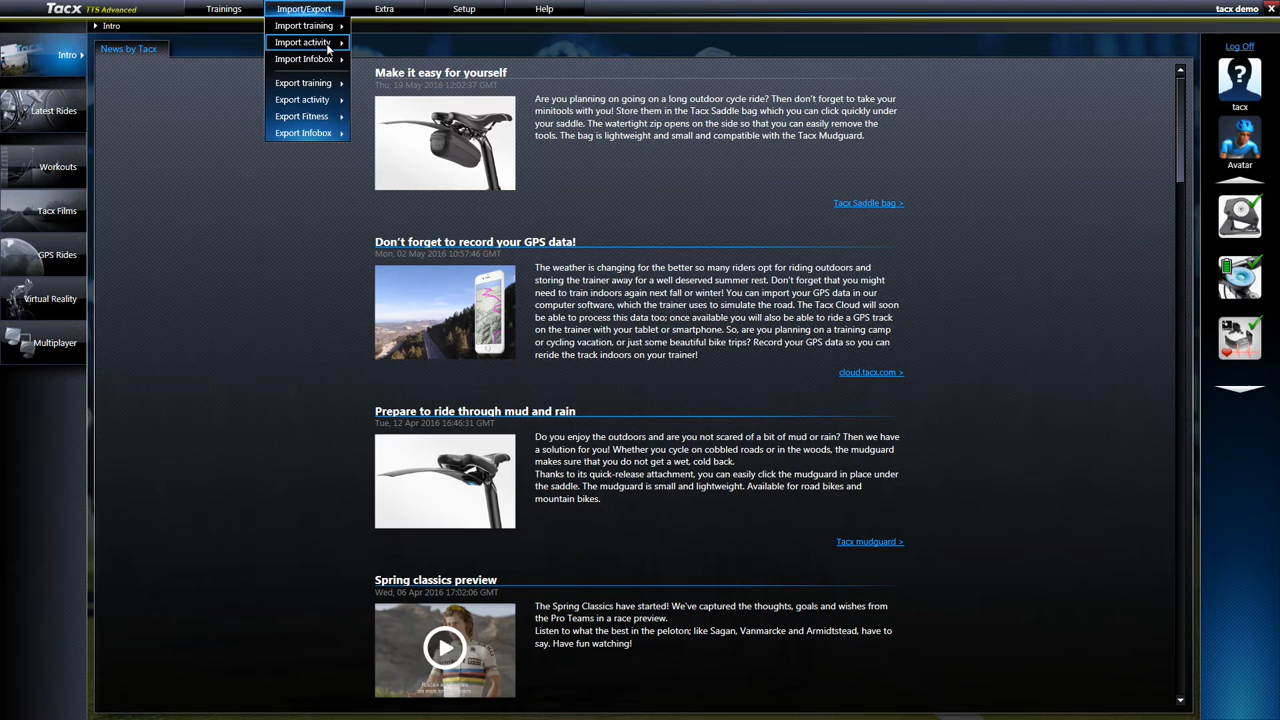 Tacx TTS Advanced
Trainings
Import/Export
Extra
Setup
Help
tacx demo
Intro
Import training
Import activity
Import Infobox
Export training
Export activity
Export Fitness
Export Infobox
News by Tacx
Intro
Latest Rides
Workouts
Tacx Films
GPS Rides
Virtual Reality
Multiplayer
Make it easy for yourself
Thu, 19 May 2016 12:02:37 GMT
Are you planning on going on a long outdoor cycle ride? Then don't forget to take your
minitools with you! Store them in the Tacx Saddle bag which you can click quickly under
your saddle. The watertight zip opens on the side so that you can easily remove the
tools. The bag is lightweight and small and compatible with the Tacx Mudguard.
Tacx Saddle bag >
Don't forget to record your GPS data!
Mon, 02 May 2016 10:57:46 GMT
The weather is changing for the better so many riders opt for riding outdoors and
storing the trainer away for a well deserved summer rest. Don't forget that you might
need to train indoors again next fall or winter! You can import your GPS data in our
computer software, which the trainer uses to simulate the road. The Tacx Cloud will soon
be able to process this data too; once available you will also be able to ride a GPS track
on the trainer with your tablet or smartphone. So, are you planning on a training camp
or cycling vacation, or just some beautiful bike trips? Record your GPS data so you can
reride the track indoors on your trainer!
cloud.tacx.com >
Prepare to ride through mud and rain
Tue, 12 Apr 2016 16:46:31 GMT
Do you enjoy the outdoors and are you not scared of a bit of mud or rain? Then we have
a solution for you! Whether you cycle on cobbled roads or in the woods, the mudguard
makes sure that you do not get a wet, cold back.
Thanks to its quick-release attachment, you can easily click the mudguard in place under
the saddle. The mudguard is small and lightweight. Available for road bikes and
mountain bikes.
Tacx mudguard >
Spring classics preview
Wed, 06 Apr 2016 17:02:06 GMT
The Spring Classics have started! We've captured the thoughts, goals and wishes from
the Pro Teams in a race preview.
Listen to what the best in the peloton; like Sagan, Vanmarcke and Armidtstead, have to
say. Have fun watching!
Log Off
tacx
Avatar